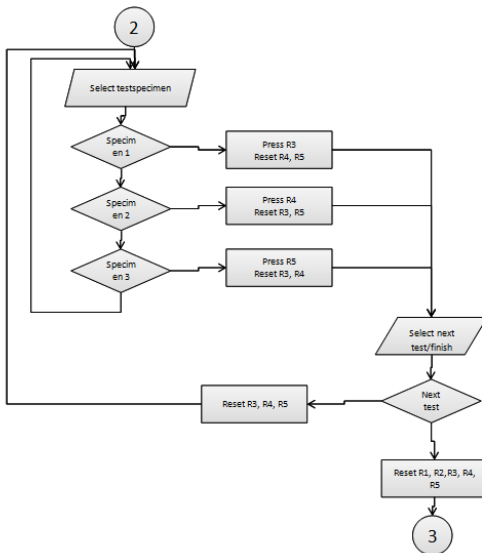 2
Select testspecimen
Specim
en 1
Press R3
Reset R4, R5
Specim
en 2
Press R4
Reset R3, R5
Specim
en 3
Press R5
Reset R3, R4
Select next
test/finish
Next
test
Reset R3, R4, R5
Reset R1, R2,R3, R4,
R5
3